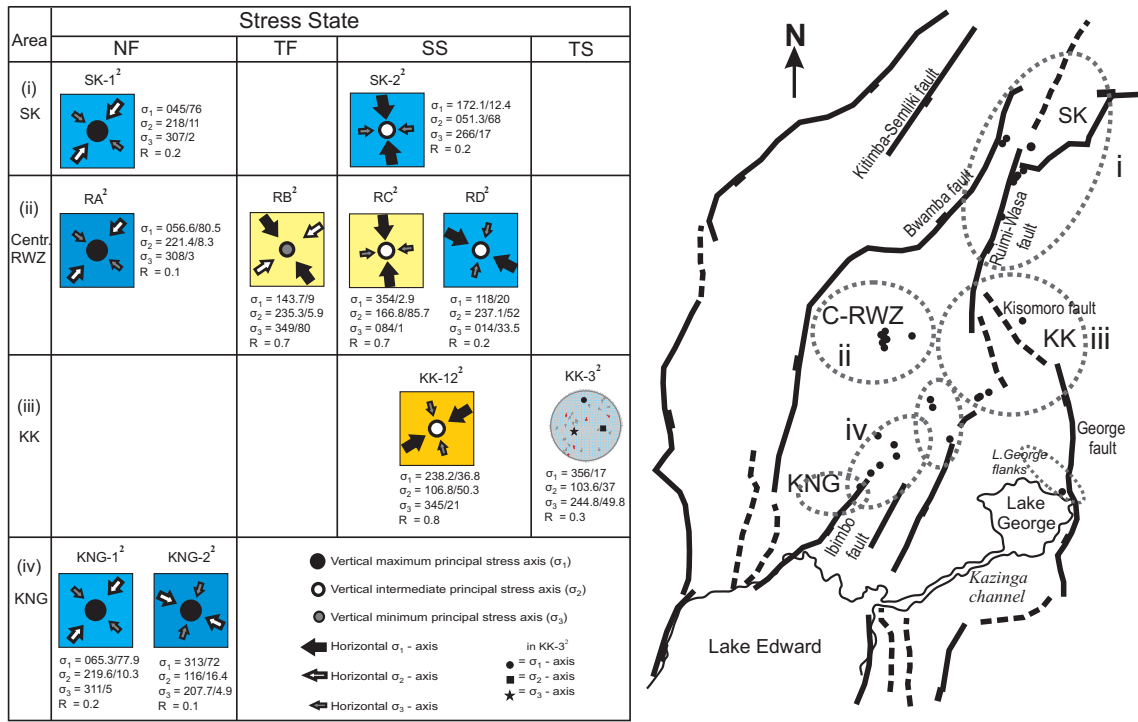 Area
Stress State
NF
TF
SS
TS
(i)
SK
SK-1²
σ₁ = 045/76
σ₂ = 218/11
σ₃ = 307/2
R = 0.2
SK-2²
σ₁ = 172.1/12.4
σ₂ = 051.3/68
σ₃ = 266/17
R = 0.2
(ii)
Centr.
RWZ
RA²
σ₁ = 056.6/80.5
σ₂ = 221.4/8.3
σ₃ = 308/3
R = 0.1
RB²
σ₁ = 143.7/9
σ₂ = 235.3/5.9
σ₃ = 349/80
R = 0.7
RC²
σ₁ = 354/2.9
σ₂ = 166.8/85.7
σ₃ = 084/1
R = 0.7
RD²
σ₁ = 118/20
σ₂ = 237.1/52
σ₃ = 014/33.5
R = 0.2
(iii)
KK
KK-12²
σ₁ = 238.2/36.8
σ₂ = 106.8/50.3
σ₃ = 345/21
R = 0.8
KK-3²
σ₁ = 356/17
σ₂ = 103.6/37
σ₃ = 244.8/49.8
R = 0.3
(iv)
KNG
KNG-1²
σ₁ = 065.3/77.9
σ₂ = 219.6/10.3
σ₃ = 311/5
R = 0.2
KNG-2²
σ₁ = 313/72
σ₂ = 116/16.4
σ₃ = 207.7/4.9
R = 0.1
Vertical maximum principal stress axis (σ₁)
Vertical intermediate principal stress axis (σ₂)
Vertical minimum principal stress axis (σ₃)
Horizontal σ₁ - axis
Horizontal σ₂ - axis
Horizontal σ₃ - axis
in KK-3²
= σ₁ - axis
= σ₂ - axis
= σ₃ - axis
N
Kitimba-Semliki fault
Bwamba fault
SK
i
Ruimi-Wasa
fault
C-RWZ
ii
Kisomoro fault
KK
iii
iv
George
fault
L.George
flanks
KNG
Lake
George
Ibimbo
fault
Kazinga
channel
Lake Edward